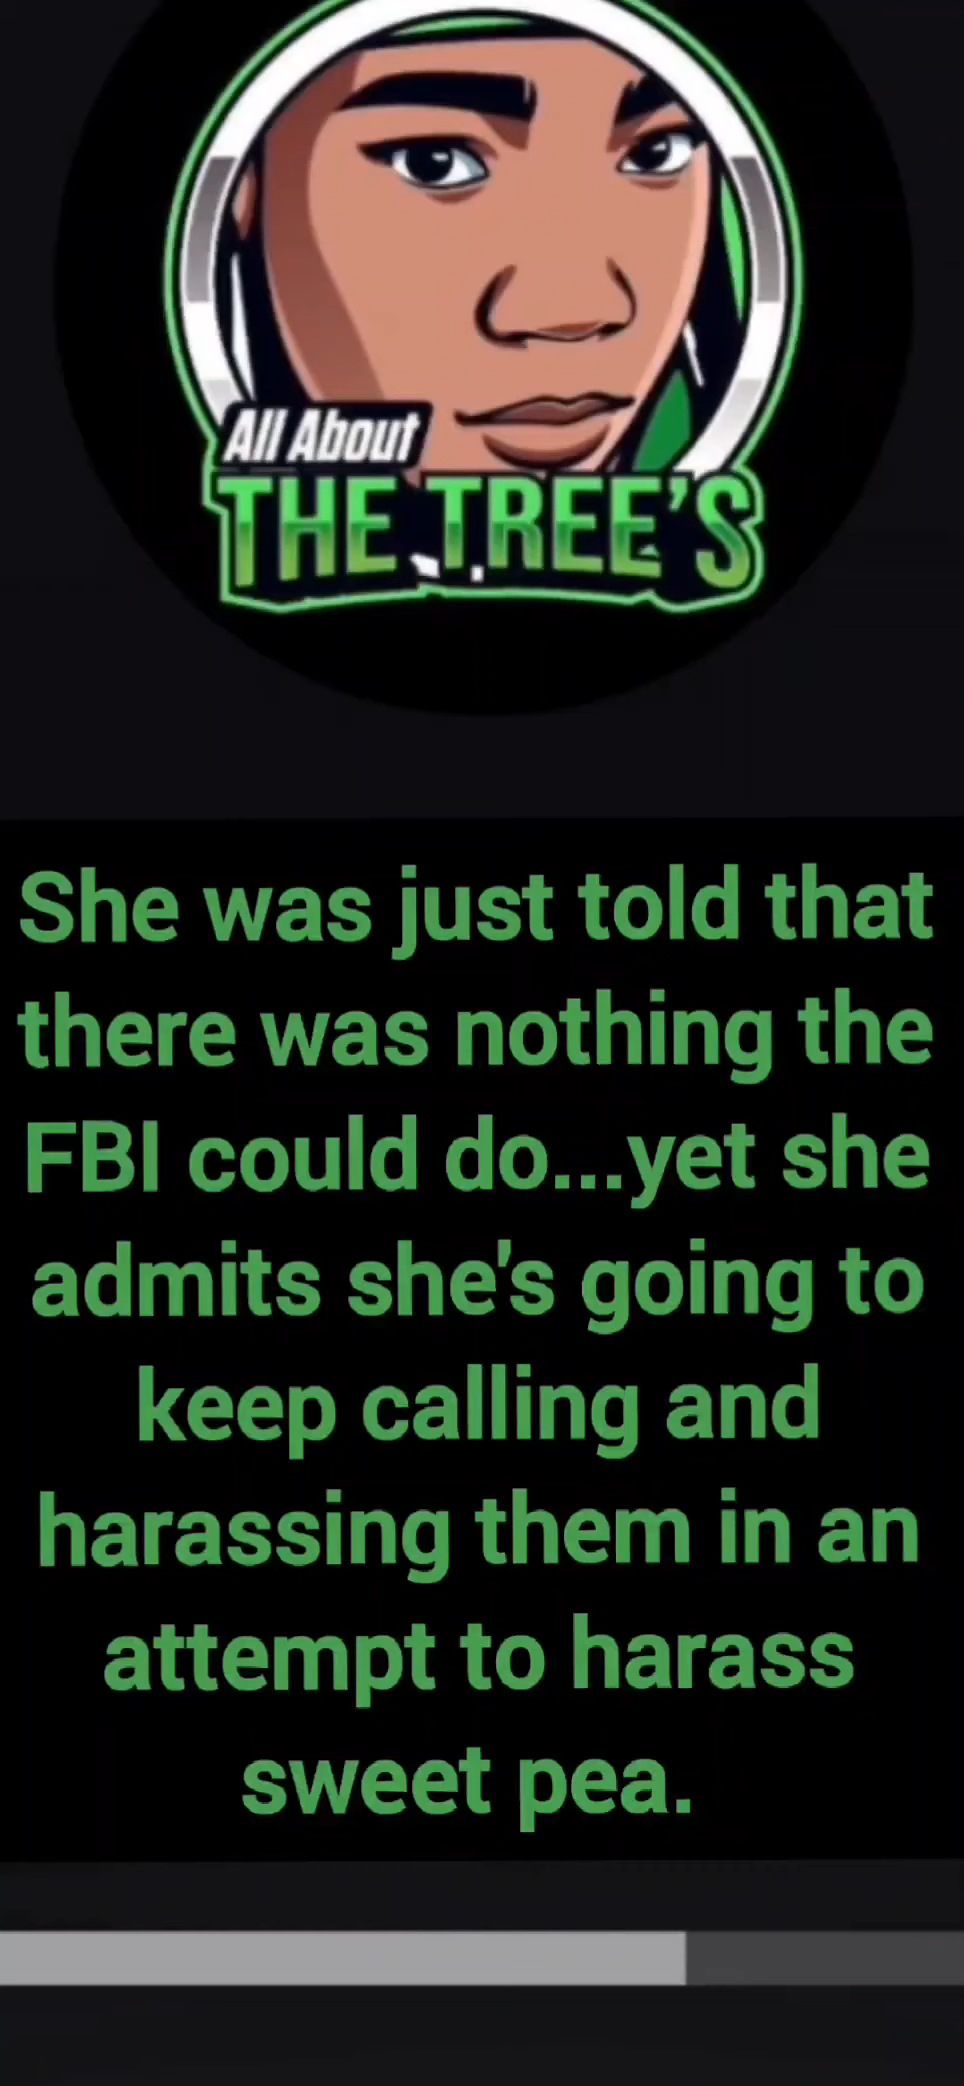 All About
THE TREE'S
She was just told that
there was nothing the
FBI could do...yet she
admits she's going to
keep calling and
harassing them in an
attempt to harass
sweet pea.